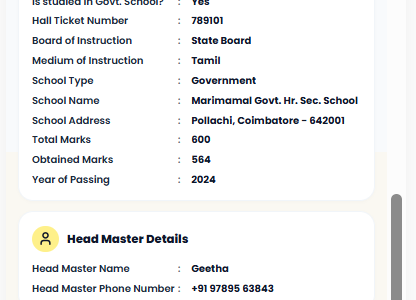 Is studied in Govt. School? : Yes
Hall Ticket Number : 789101
Board of Instruction : State Board
Medium of Instruction : Tamil
School Type : Government
School Name : Marimamal Govt. Hr. Sec. School
School Address : Pollachi, Coimbatore - 642001
Total Marks : 600
Obtained Marks : 564
Year of Passing : 2024
Head Master Details
Head Master Name : Geetha
Head Master Phone Number : +91 97895 63843